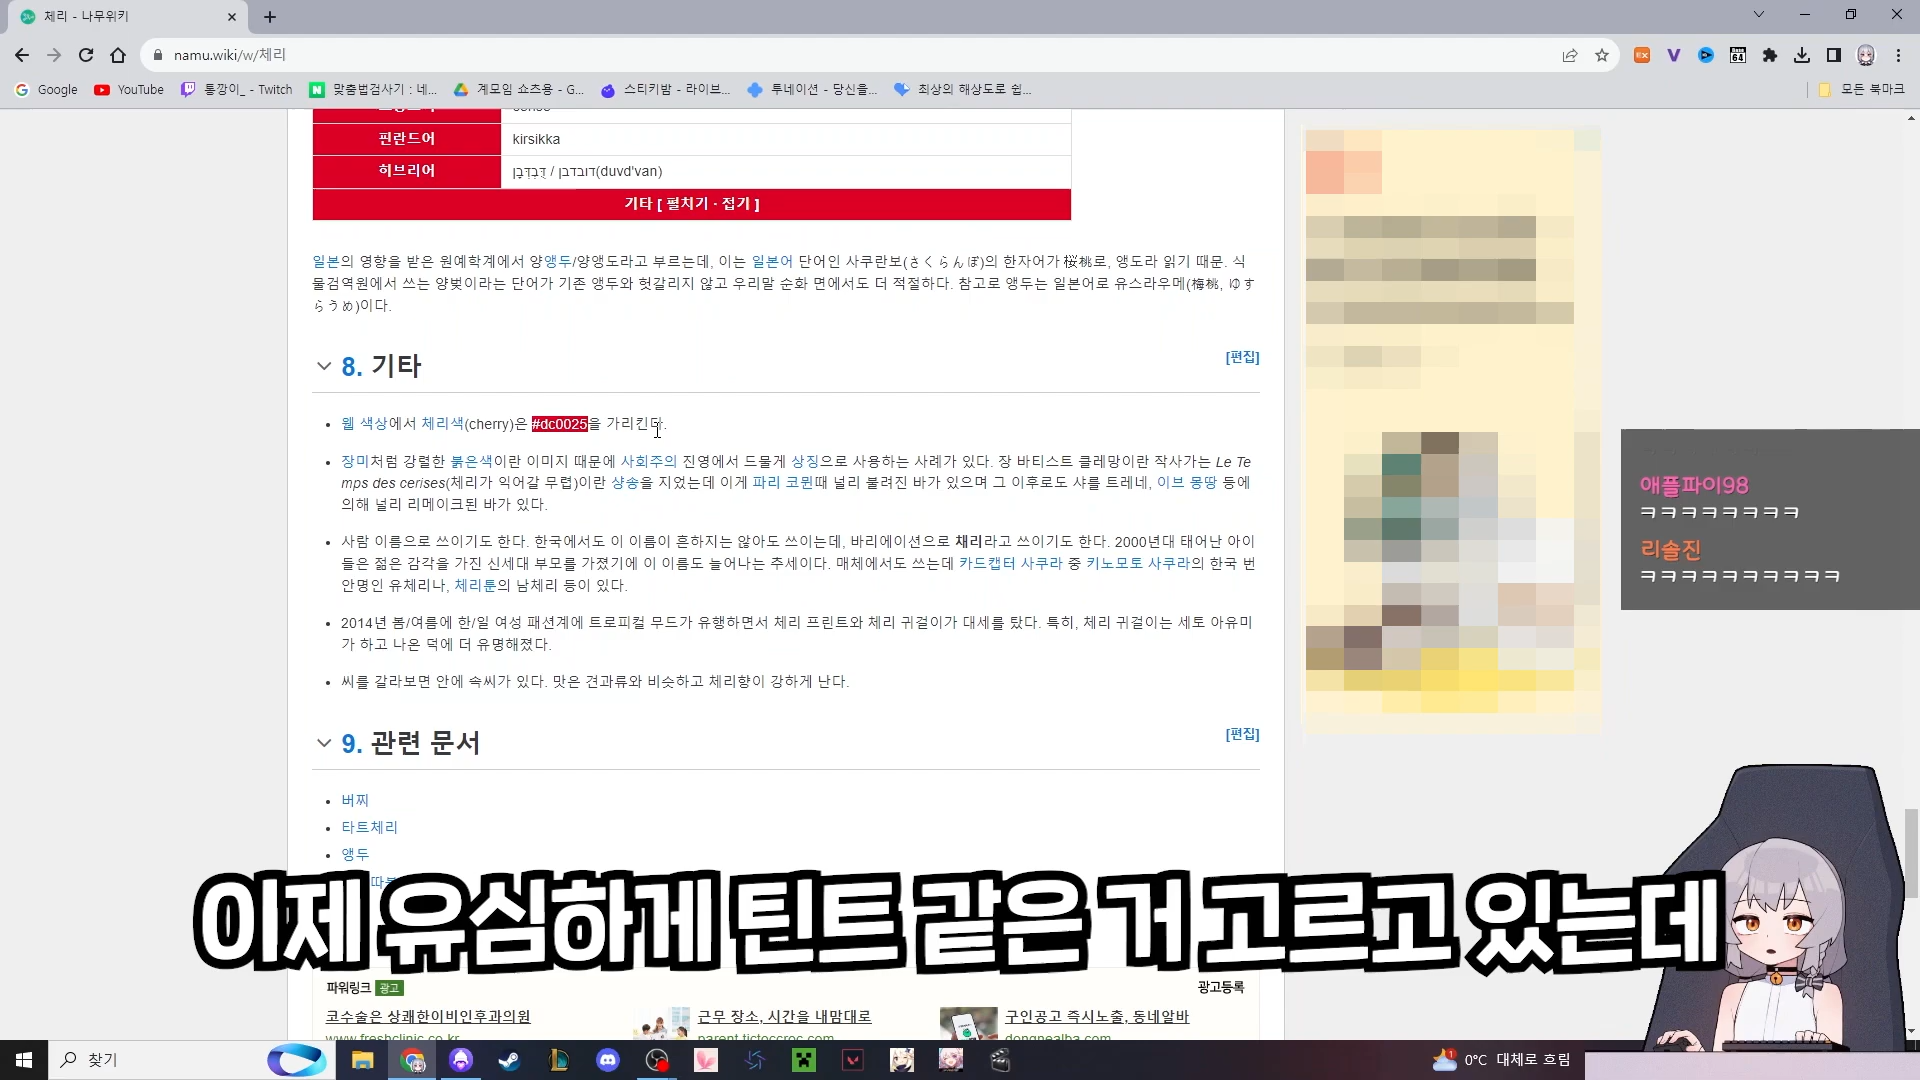 체리 - 나무위키
namu.wiki/w/체리
Google
YouTube
통깡이_ - Twitch
맞춤법검사기 : 네...
계모임 쇼츠용 - G...
스티키밤 - 라이브...
투네이션 - 당신을...
최상의 해상도로 쉽...
모든 북마크
핀란드어 kirsikka
히브리어 דובדבן / דֻּבְדְּבָן(duvd'van)
기타 [ 펼치기 · 접기 ]
일본의 영향을 받은 원예학계에서 양앵두/양앵도라고 부르는데, 이는 일본어 단어인 사쿠란보(さくらんぼ)의 한자어가 桜桃로, 앵도라 읽기 때문. 식
물검역원에서 쓰는 양벚이라는 단어가 기존 앵두와 헛갈리지 않고 우리말 순화 면에서도 더 적절하다. 참고로 앵두는 일본어로 유스라우메(梅桃, ゆす
らうめ)이다.
8. 기타
[편집]
웹 색상에서 체리색(cherry)은 #dc0025을 가리킨다.
장미처럼 강렬한 붉은색이란 이미지 때문에 사회주의 진영에서 드물게 상징으로 사용하는 사례가 있다. 장 바티스트 클레망이란 작사가는 Le Te
mps des cerises(체리가 익어갈 무렵)이란 샹송을 지었는데 이게 파리 코뮌때 널리 불려진 바가 있으며 그 이후로도 샤를 트레네, 이브 몽땅 등에
의해 널리 리메이크된 바가 있다.
사람 이름으로 쓰이기도 한다. 한국에서도 이 이름이 흔하지는 않아도 쓰이는데, 바리에이션으로 채리라고 쓰이기도 한다. 2000년대 태어난 아이
들은 젊은 감각을 가진 신세대 부모를 가졌기에 이 이름도 늘어나는 추세이다. 매체에서도 쓰는데 카드캡터 사쿠라 중 키노모토 사쿠라의 한국 번
안명인 유체리나, 체리툰의 남체리 등이 있다.
2014년 봄/여름에 한/일 여성 패션계에 트로피컬 무드가 유행하면서 체리 프린트와 체리 귀걸이가 대세를 탔다. 특히, 체리 귀걸이는 세토 아유미
가 하고 나온 덕에 더 유명해졌다.
씨를 갈라보면 안에 속씨가 있다. 맛은 견과류와 비슷하고 체리향이 강하게 난다.
9. 관련 문서
[편집]
버찌
타트체리
앵두
애플파이98
ㅋㅋㅋㅋㅋㅋㅋㅋ
리솔진
ㅋㅋㅋㅋㅋㅋㅋㅋㅋㅋ
이제 유심하게 틴트 같은 거 고르고 있는데
파워링크 광고
광고등록
코수술은 상쾌한이비인후과의원
근무 장소, 시간을 내맘대로
구인공고 즉시노출, 동네알바
www.freshclinic.co.kr
parent.tictoccroc.com
dongnealba.com
찾기
0°C 대체로 흐림